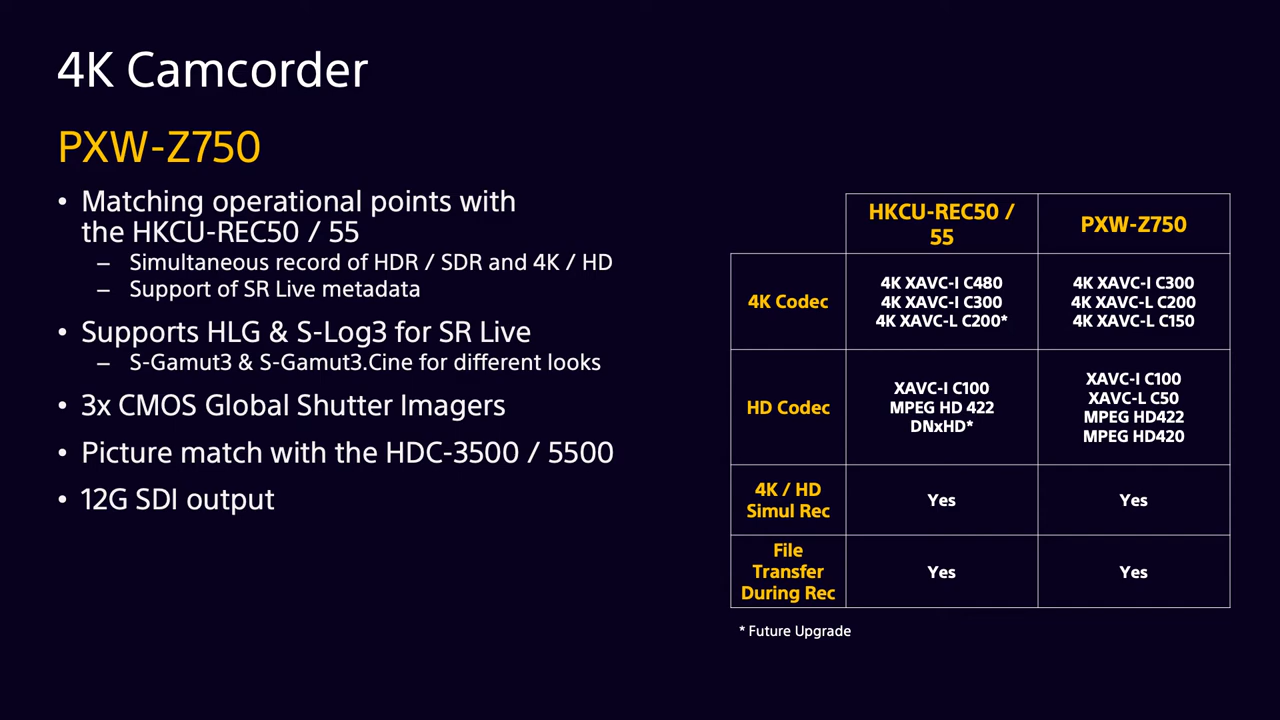 4K Camcorder
PXW-Z750
• Matching operational points with
the HKCU-REC50 / 55
– Simultaneous record of HDR / SDR and 4K / HD
– Support of SR Live metadata
• Supports HLG & S-Log3 for SR Live
– S-Gamut3 & S-Gamut3.Cine for different looks
• 3x CMOS Global Shutter Imagers
• Picture match with the HDC-3500 / 5500
• 12G SDI output
HKCU-REC50 /
55
PXW-Z750
4K Codec
4K XAVC-I C480
4K XAVC-I C300
4K XAVC-L C200*
4K XAVC-I C300
4K XAVC-L C200
4K XAVC-L C150
HD Codec
XAVC-I C100
MPEG HD 422
DNxHD*
XAVC-I C100
XAVC-L C50
MPEG HD422
MPEG HD420
4K / HD
Simul Rec
Yes
Yes
File
Transfer
During Rec
Yes
Yes
* Future Upgrade